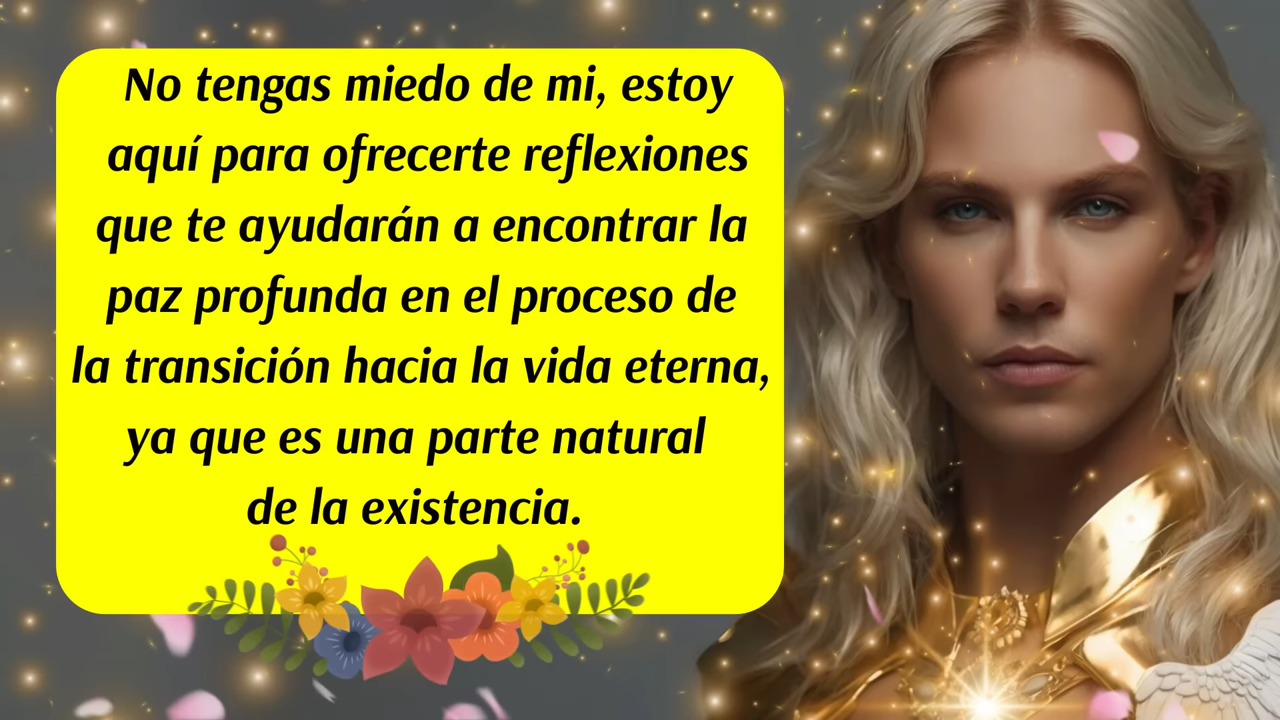 No tengas miedo de mi, estoy
aquí para ofrecerte reflexiones
que te ayudarán a encontrar la
paz profunda en el proceso de
la transición hacia la vida eterna,
ya que es una parte natural
de la existencia.